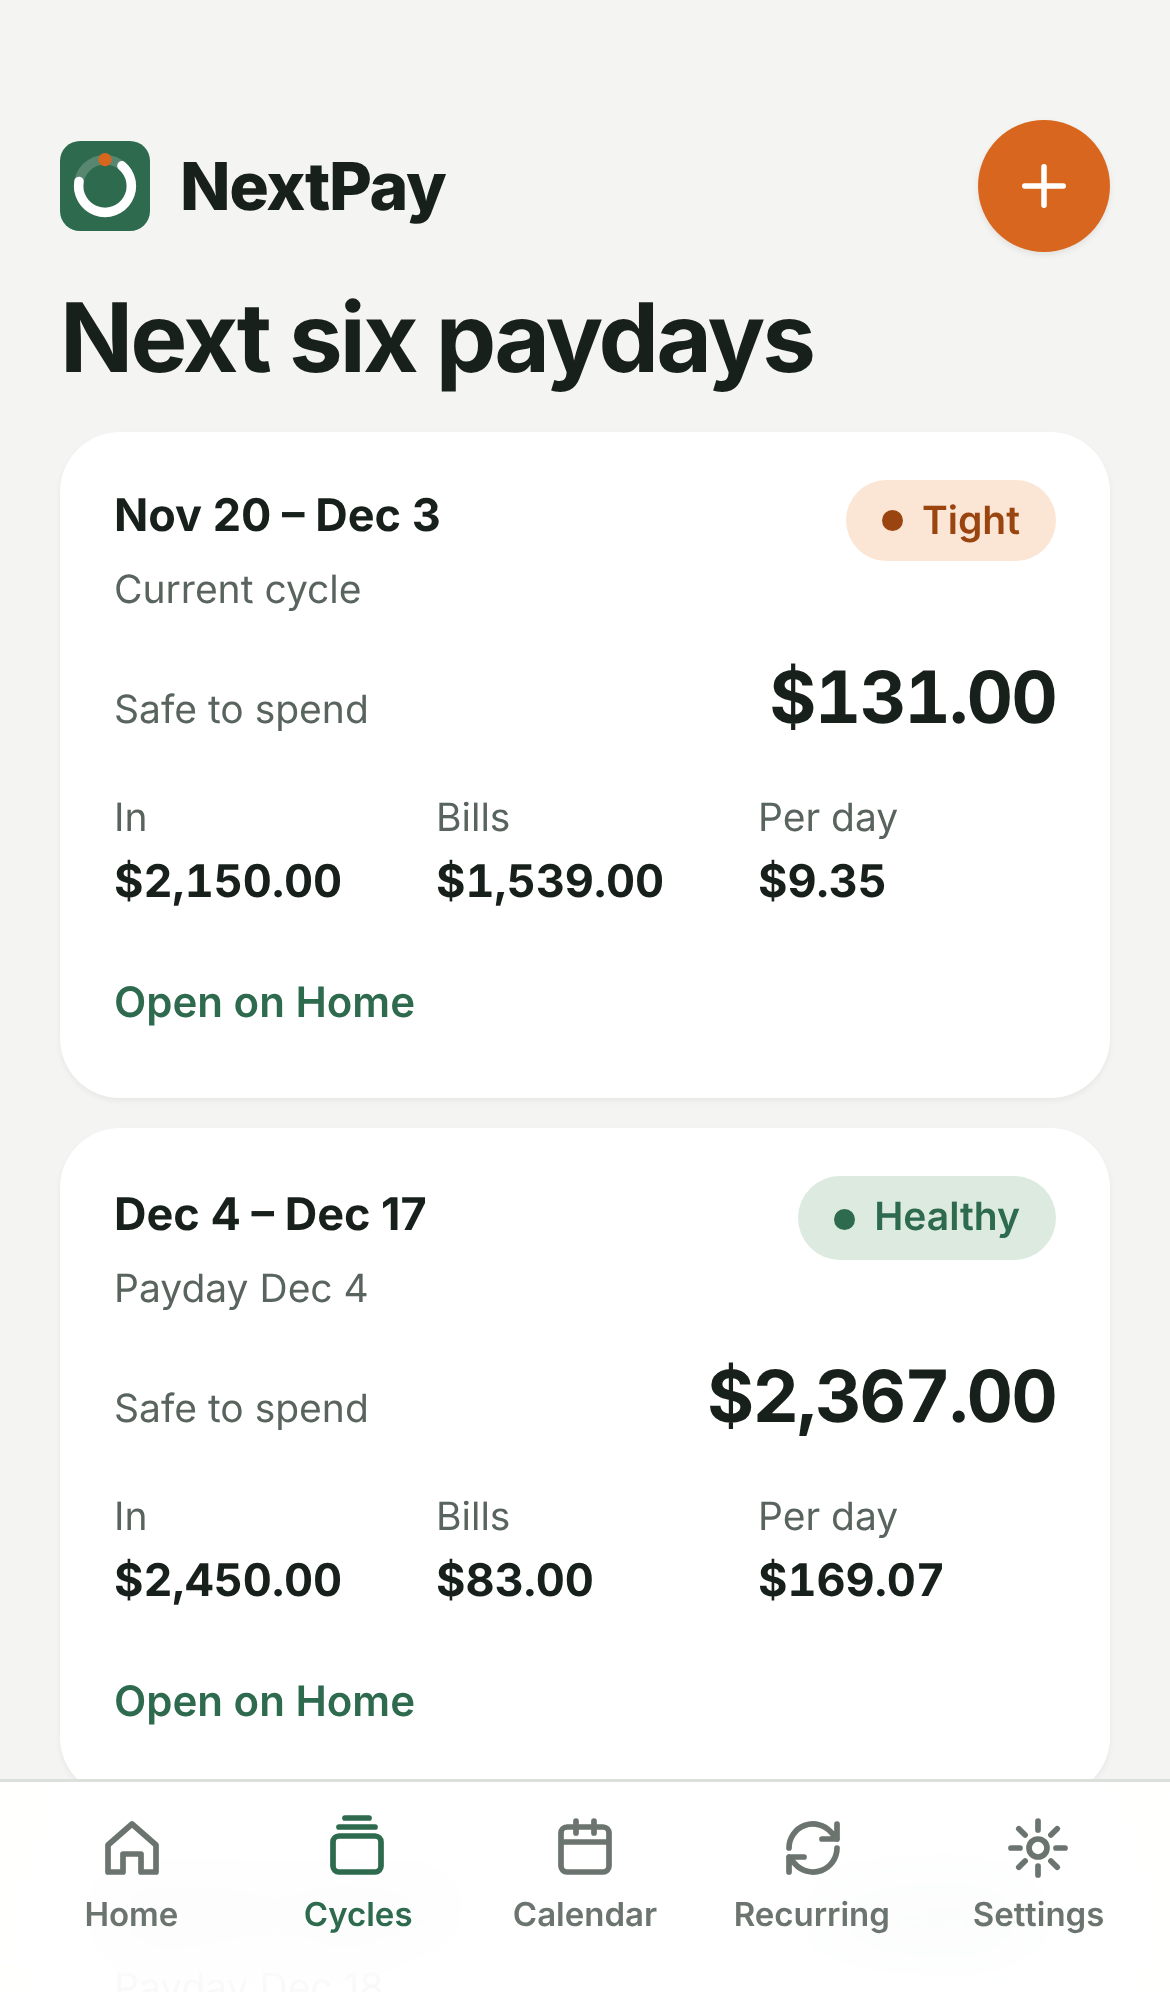 NextPay
Next six paydays
Nov 20 – Dec 3
Tight
Current cycle
Safe to spend
$131.00
In
Bills
Per day
$2,150.00
$1,539.00
$9.35
Open on Home
Dec 4 – Dec 17
Healthy
Payday Dec 4
Safe to spend
$2,367.00
In
Bills
Per day
$2,450.00
$83.00
$169.07
Open on Home
Home
Cycles
Calendar
Recurring
Settings
Payday Dec 18